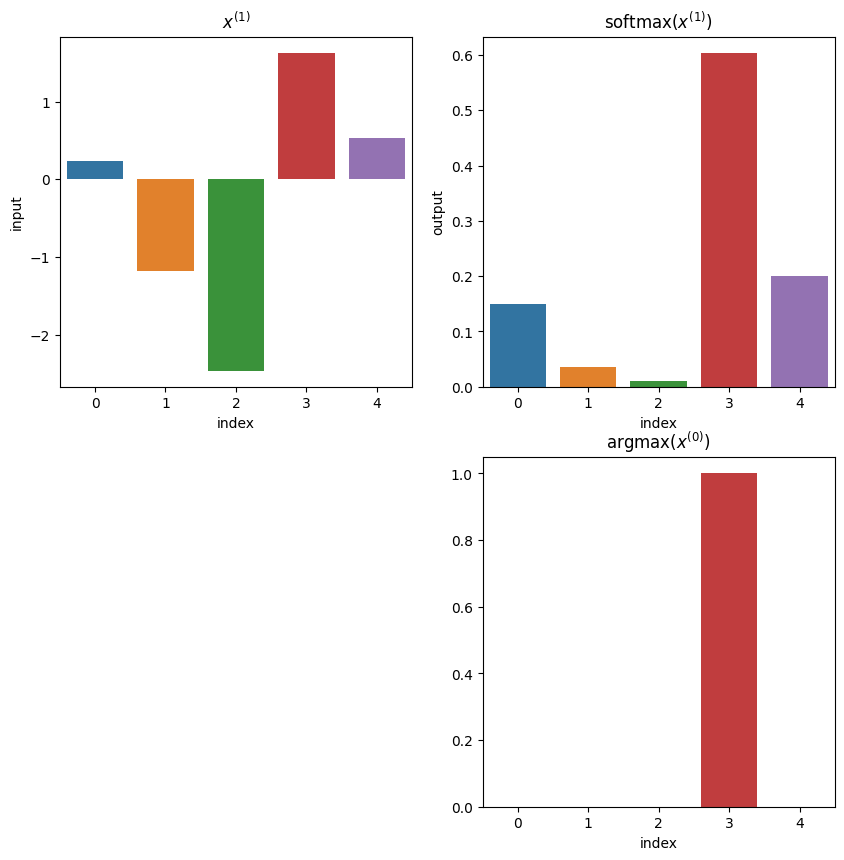 x^{(1)}
input
1
0
−1
−2
0 1 2 3 4
index
softmax(x^{(1)})
output
0.6
0.5
0.4
0.3
0.2
0.1
0.0
0 1 2 3 4
index
argmax(x^{(0)})
1.0
0.8
0.6
0.4
0.2
0.0
0 1 2 3 4
index